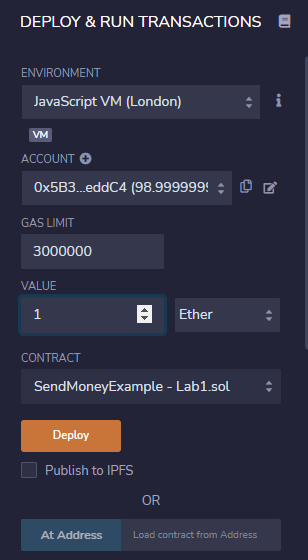 DEPLOY & RUN TRANSACTIONS
ENVIRONMENT
JavaScript VM (London)
VM
ACCOUNT
0x5B3...eddC4 (98.9999999
GAS LIMIT
3000000
VALUE
1 Ether
CONTRACT
SendMoneyExample - Lab1.sol
Deploy
Publish to IPFS
OR
At Address Load contract from Address